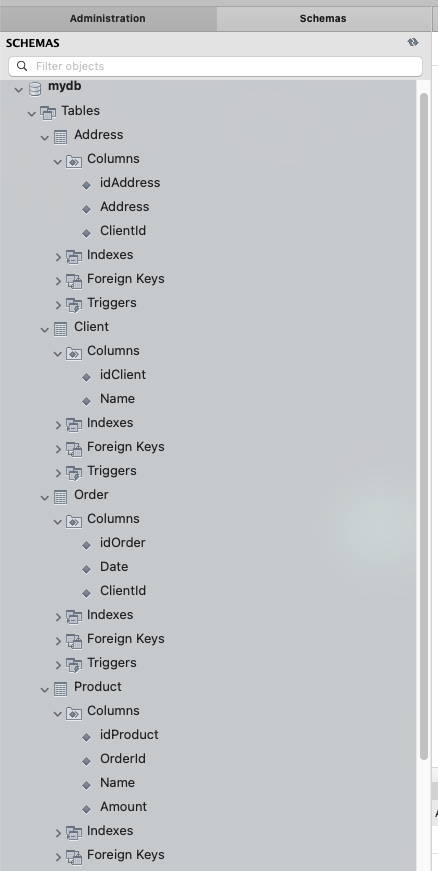 Administration
Schemas
SCHEMAS
Filter objects
mydb
Tables
Address
Columns
idAddress
Address
ClientId
Indexes
Foreign Keys
Triggers
Client
Columns
idClient
Name
Indexes
Foreign Keys
Triggers
Order
Columns
idOrder
Date
ClientId
Indexes
Foreign Keys
Triggers
Product
Columns
idProduct
OrderId
Name
Amount
Indexes
Foreign Keys